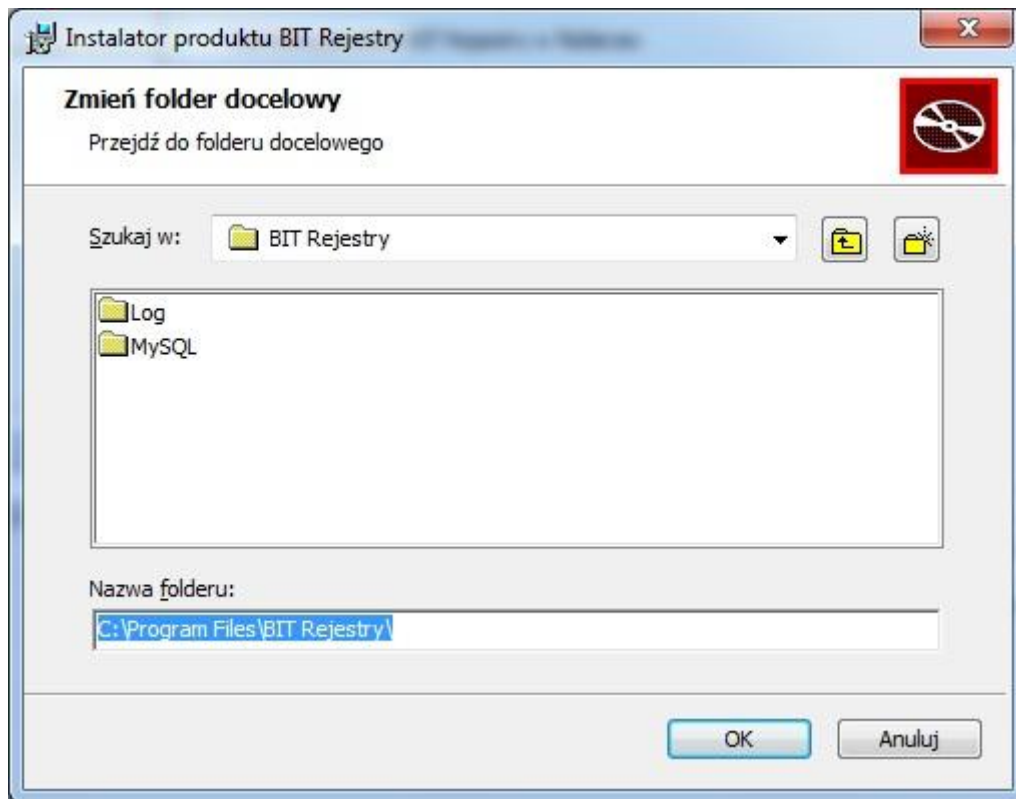 Instalator produktu BIT Rejestry
Zmień folder docelowy
Przejdź do folderu docelowego
Szukaj w: BIT Rejestry
Log
MySQL
Nazwa folderu:
C:\Program Files\BIT Rejestry\
OK Anuluj